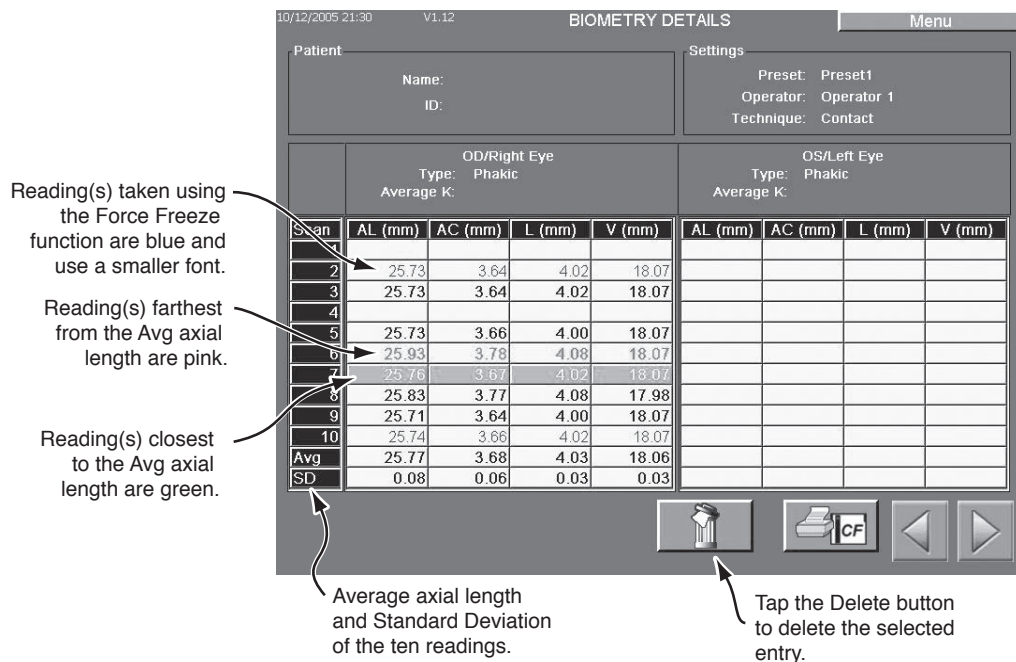 10/12/2005 21:30 V1.12 BIOMETRY DETAILS Menu
Patient
Name:
ID:
Settings
Preset: Preset1
Operator: Operator 1
Technique: Contact
OD/Right Eye
Type: Phakic
Average K:
OS/Left Eye
Type: Phakic
Average K:
Scan AL (mm) AC (mm) L (mm) V (mm) AL (mm) AC (mm) L (mm) V (mm)
1
2 25.73 3.64 4.02 18.07
3 25.73 3.64 4.02 18.07
4
5 25.73 3.66 4.00 18.07
6 25.93 3.78 4.08 18.07
7 25.76 3.67 4.02 18.07
8 25.83 3.77 4.08 17.98
9 25.71 3.64 4.00 18.07
10 25.74 3.66 4.02 18.07
Avg 25.77 3.68 4.03 18.06
SD 0.08 0.06 0.03 0.03
CF
Reading(s) taken using
the Force Freeze
function are blue and
use a smaller font.
Reading(s) farthest
from the Avg axial
length are pink.
Reading(s) closest
to the Avg axial
length are green.
Average axial length
and Standard Deviation
of the ten readings.
Tap the Delete button
to delete the selected
entry.